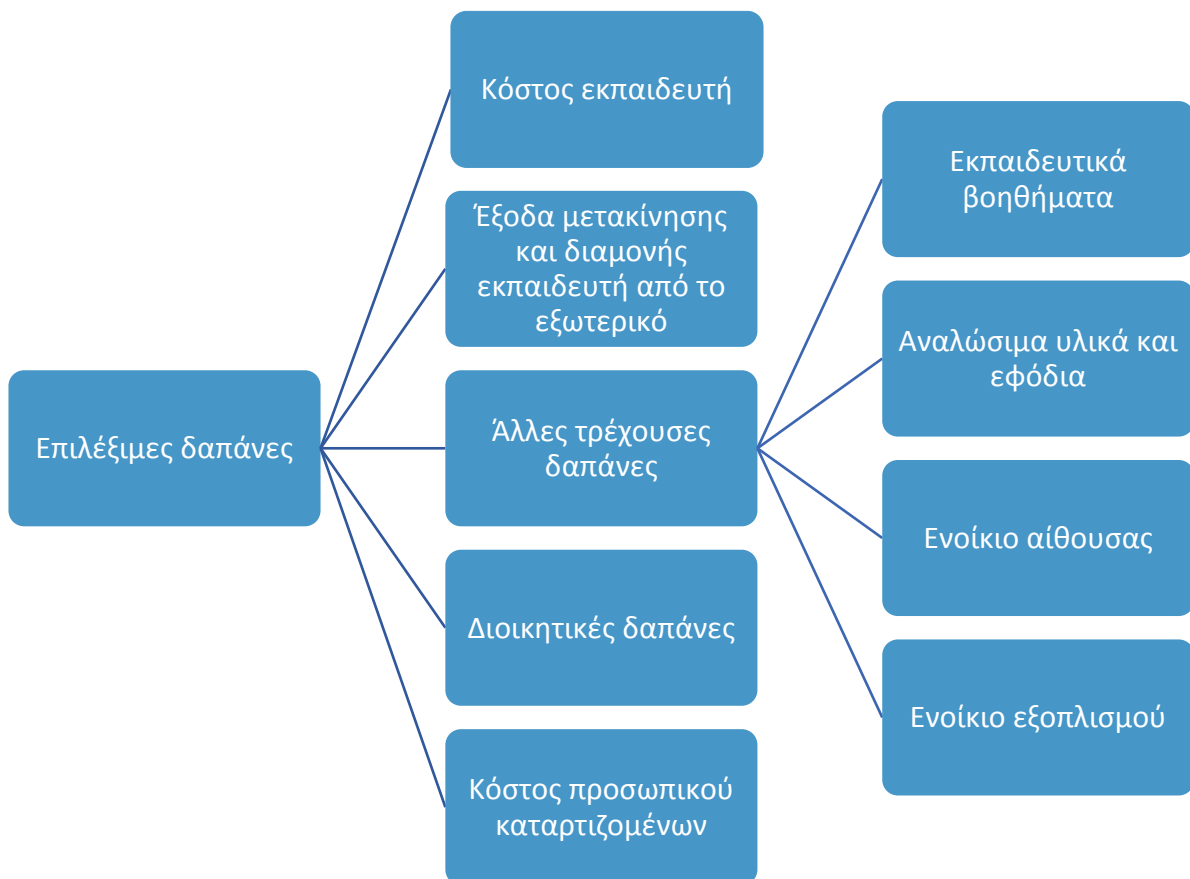 Επιλέξιμες δαπάνες
Κόστος εκπαιδευτή
Έξοδα μετακίνησης
και διαμονής
εκπαιδευτή από το
εξωτερικό
Άλλες τρέχουσες
δαπάνες
Διοικητικές δαπάνες
Κόστος προσωπικού
καταρτιζομένων
Εκπαιδευτικά
βοηθήματα
Αναλώσιμα υλικά και
εφόδια
Ενοίκιο αίθουσας
Ενοίκιο εξοπλισμού